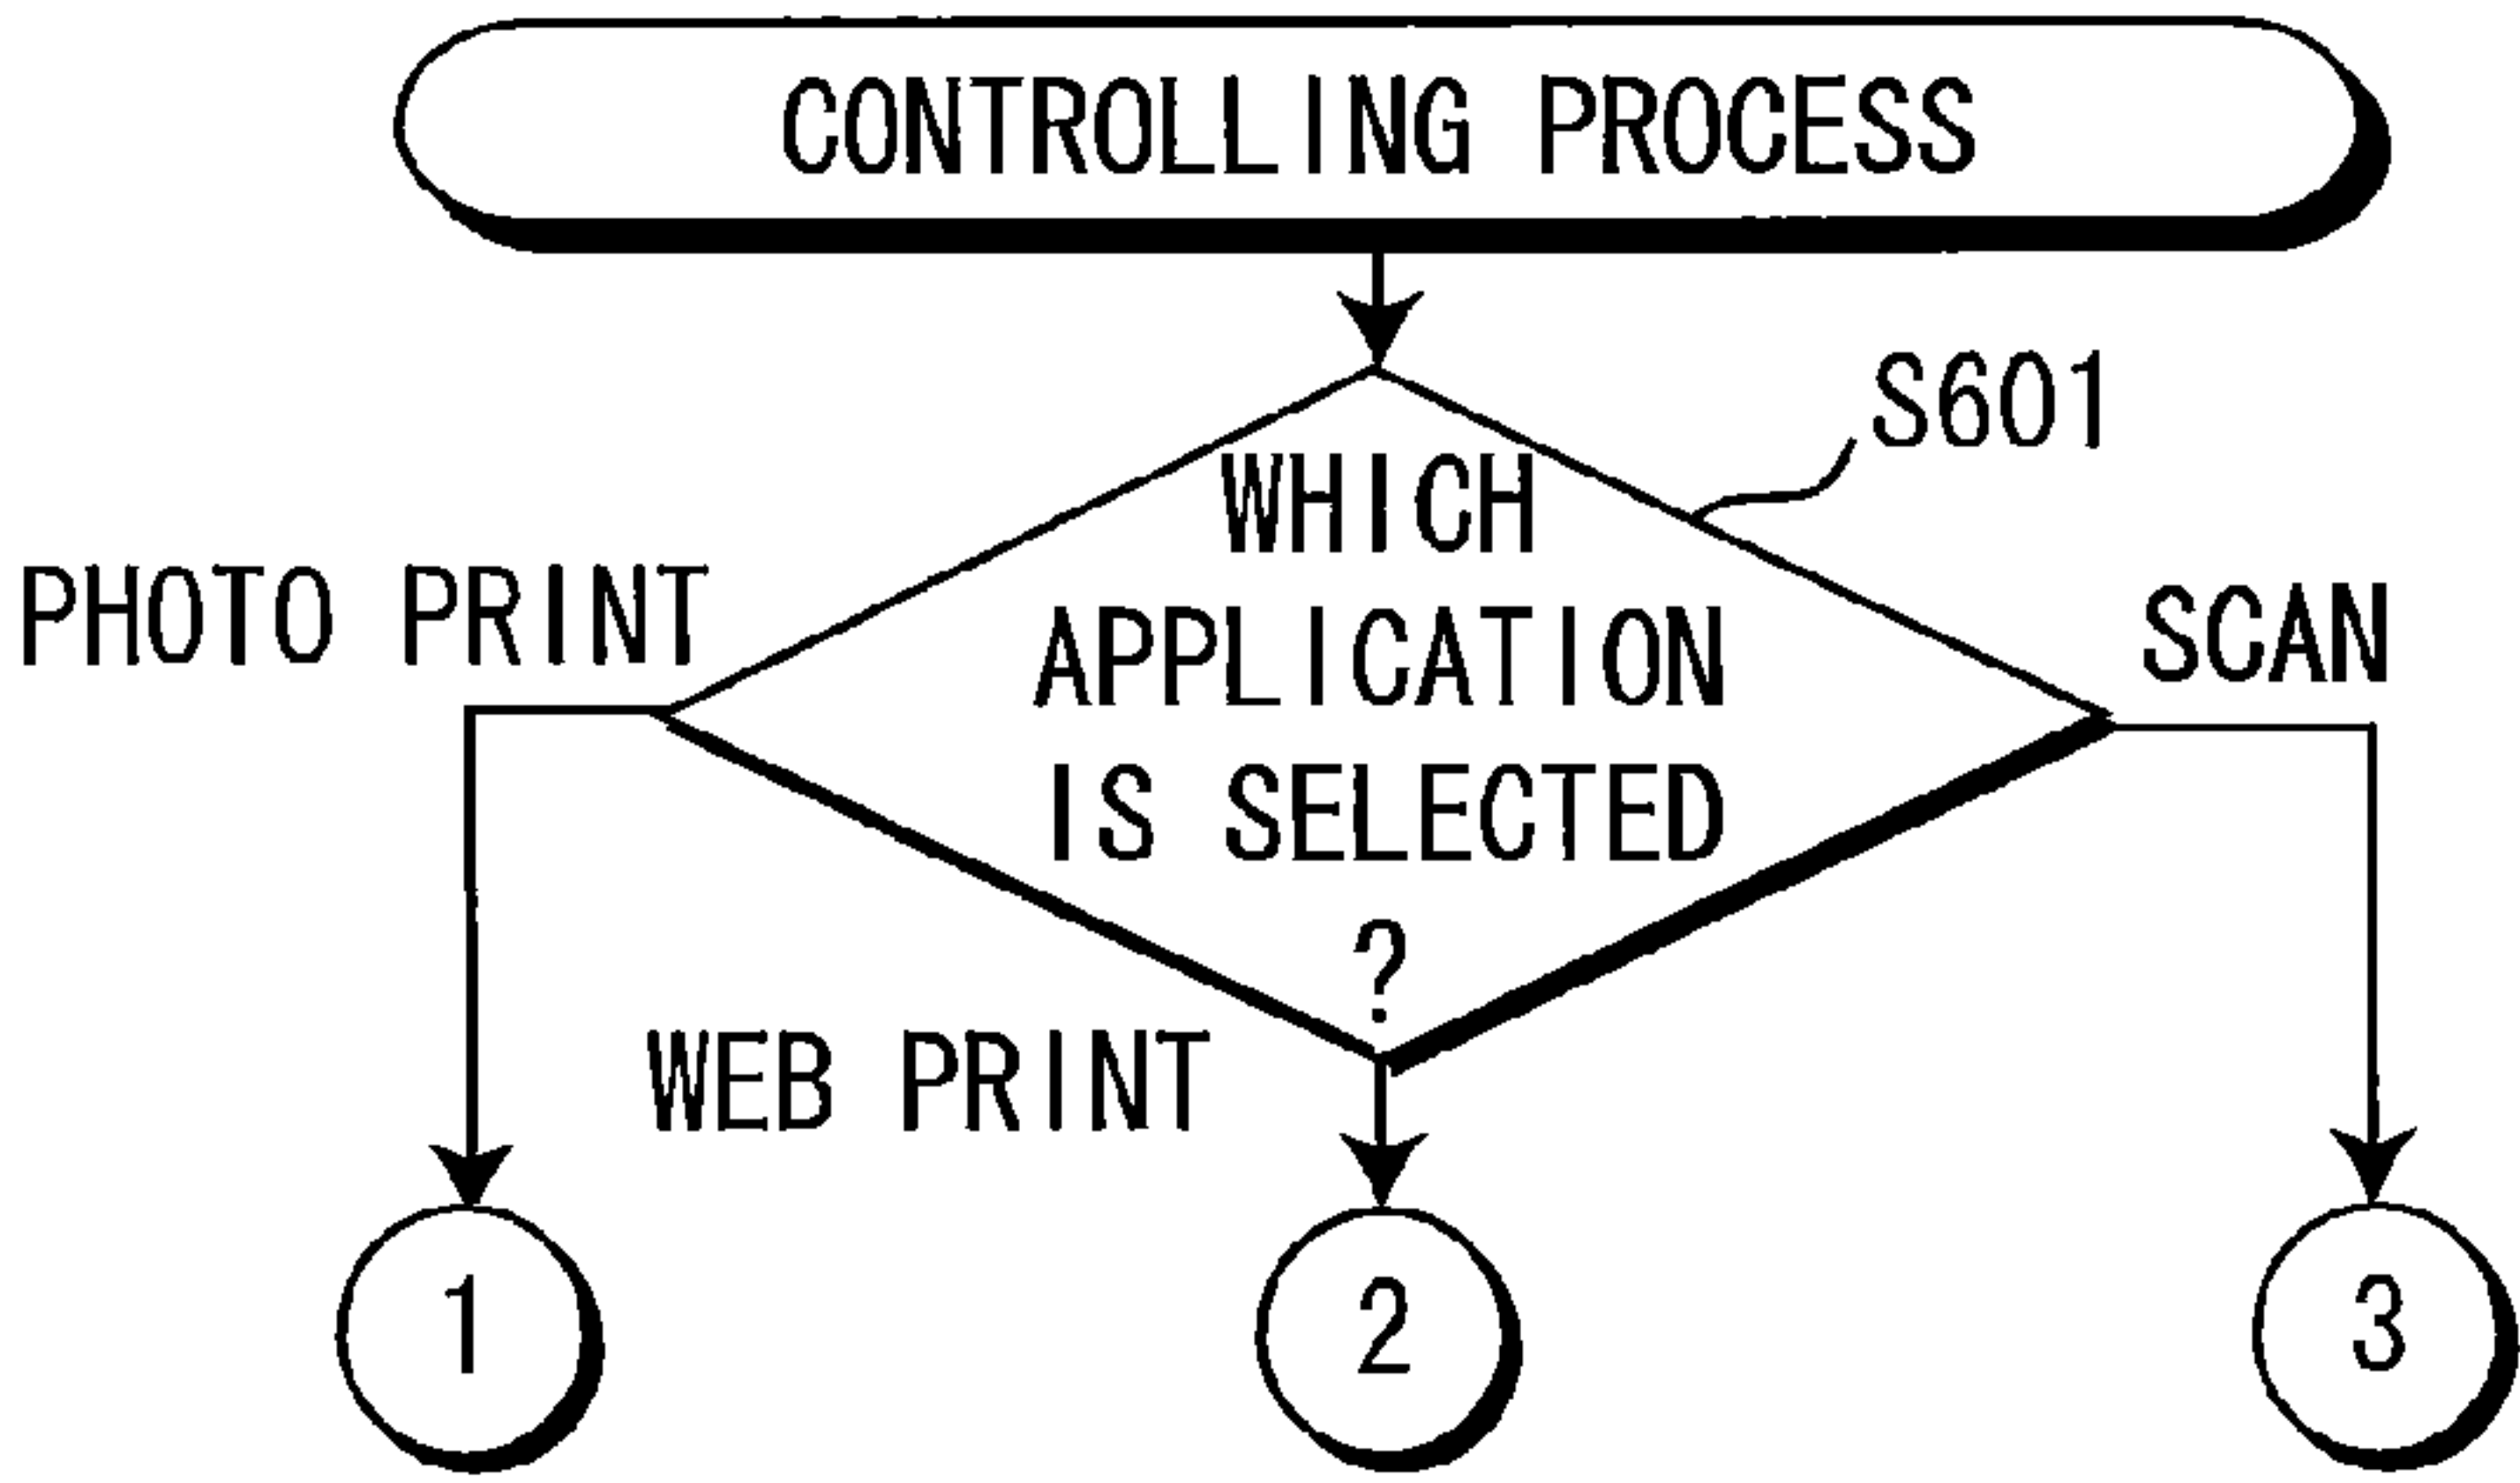 CONTROLLING PROCESS
S601
WHICH
APPLICATION
IS SELECTED
?
PHOTO PRINT
SCAN
WEB PRINT
1
2
3